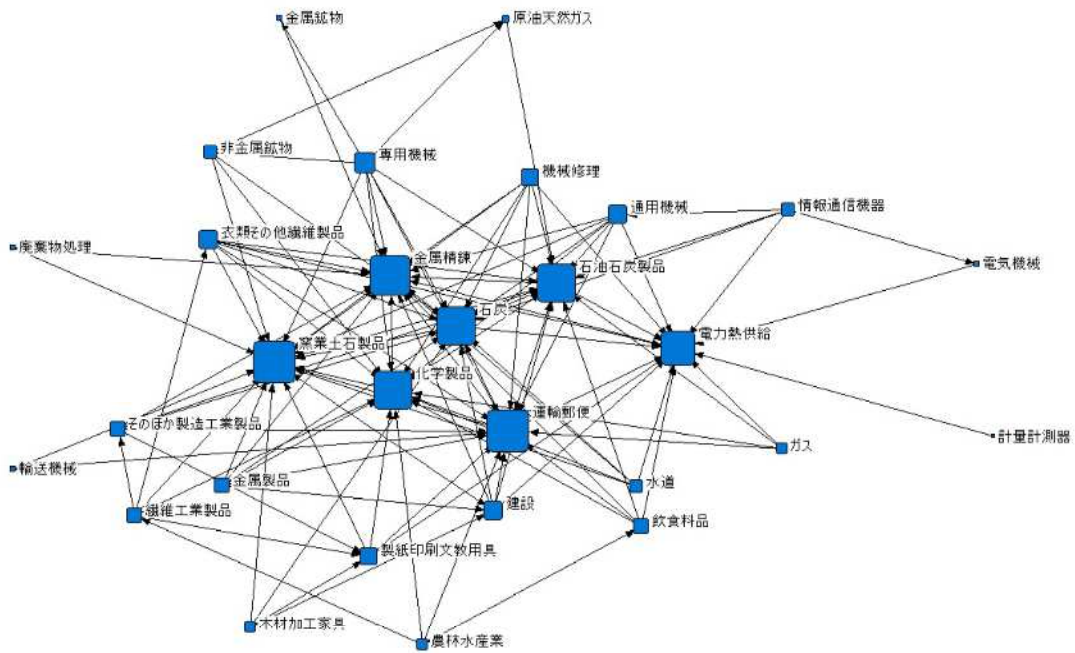 金属鉱物
原油天然ガス
非金属鉱物
専用機械
機械修理
通用機械
情報通信機器
衣類その他繊維製品
廃棄物処理
金属精錬
石油石炭製品
電気機械
石炭
電力熱供給
窯業土石製品
化学製品
運輸郵便
そのほか製造工業製品
計量計測器
ガス
輸送機械
金属製品
水道
繊維工業製品
建設
飲食料品
製紙印刷文教用具
木材加工家具
農林水産業